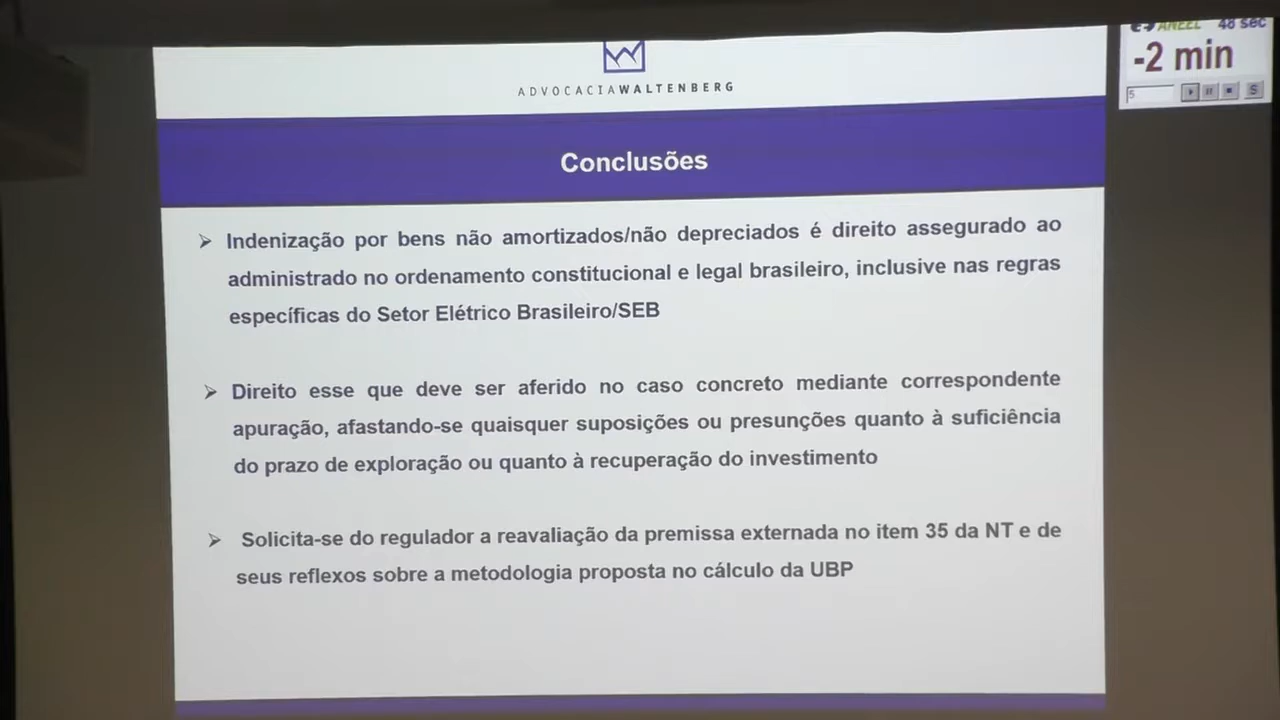 ANEEL 48 sec
-2 min
5
S
ADVOCACIAWALTENBERG
Conclusões
➢ Indenização por bens não amortizados/não depreciados é direito assegurado ao
administrado no ordenamento constitucional e legal brasileiro, inclusive nas regras
específicas do Setor Elétrico Brasileiro/SEB
➢ Direito esse que deve ser aferido no caso concreto mediante correspondente
apuração, afastando-se quaisquer suposições ou presunções quanto à suficiência
do prazo de exploração ou quanto à recuperação do investimento
➢ Solicita-se do regulador a reavaliação da premissa externada no item 35 da NT e de
seus reflexos sobre a metodologia proposta no cálculo da UBP